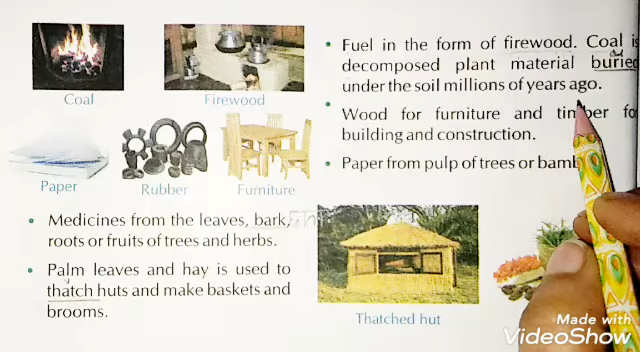 Coal
Firewood
Paper
Rubber
Furniture
• Medicines from the leaves, bark,
roots or fruits of trees and herbs.
• Palm leaves and hay is used to
thatch huts and make baskets and
brooms.
• Fuel in the form of firewood. Coal
decomposed plant material buried
under the soil millions of years ago.
• Wood for furniture and timber
building and construction.
• Paper from pulp of trees or
Thatched hut
Made with
VideoShow